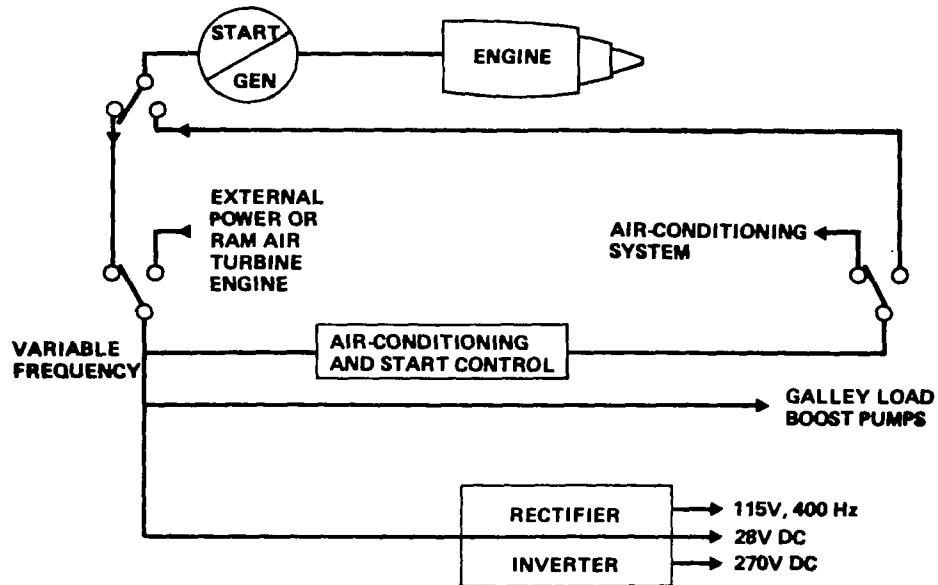 START
GEN
ENGINE
EXTERNAL
POWER OR
RAM AIR
TURBINE
ENGINE
AIR-CONDITIONING
SYSTEM
VARIABLE
FREQUENCY
AIR-CONDITIONING
AND START CONTROL
GALLEY LOAD
BOOST PUMPS
RECTIFIER
INVERTER
115V, 400 Hz
28V DC
270V DC